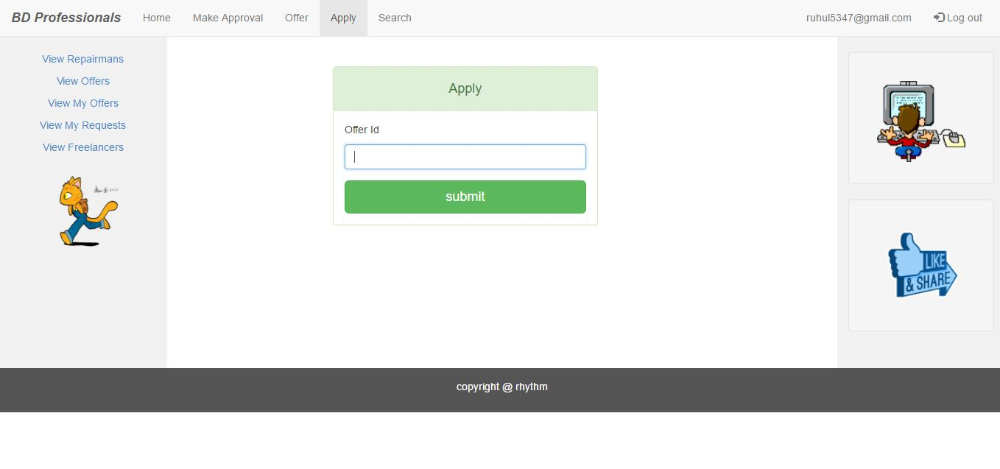 BD Professionals Home Make Approval Offer Apply Search ruhul5347@gmail.com Log out
View Repairmans
View Offers
View My Offers
View My Requests
View Freelancers
Apply
Offer Id
submit
LIKE
& SHARE
copyright @ rhythm